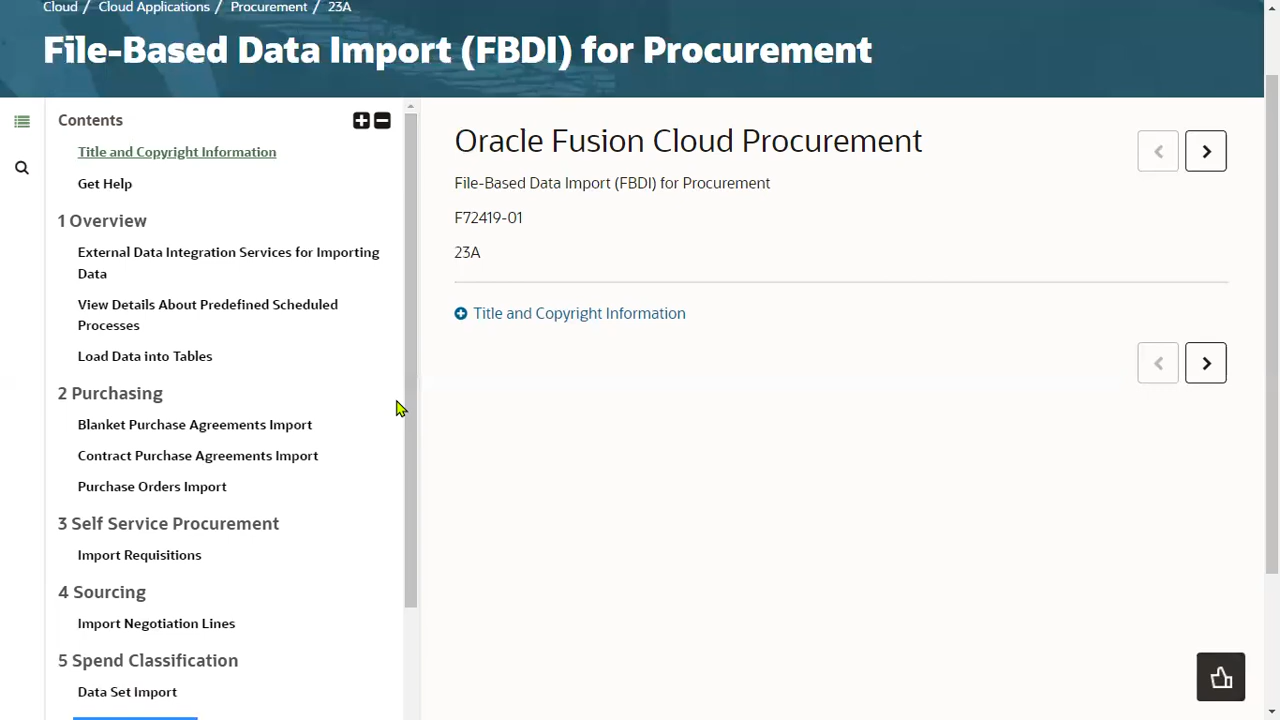 Cloud / Cloud Applications / Procurement / 23A
File-Based Data Import (FBDI) for Procurement
Contents
Title and Copyright Information
Get Help
1 Overview
External Data Integration Services for Importing
Data
View Details About Predefined Scheduled
Processes
Load Data into Tables
2 Purchasing
Blanket Purchase Agreements Import
Contract Purchase Agreements Import
Purchase Orders Import
3 Self Service Procurement
Import Requisitions
4 Sourcing
Import Negotiation Lines
5 Spend Classification
Data Set Import
Oracle Fusion Cloud Procurement
File-Based Data Import (FBDI) for Procurement
F72419-01
23A
Title and Copyright Information